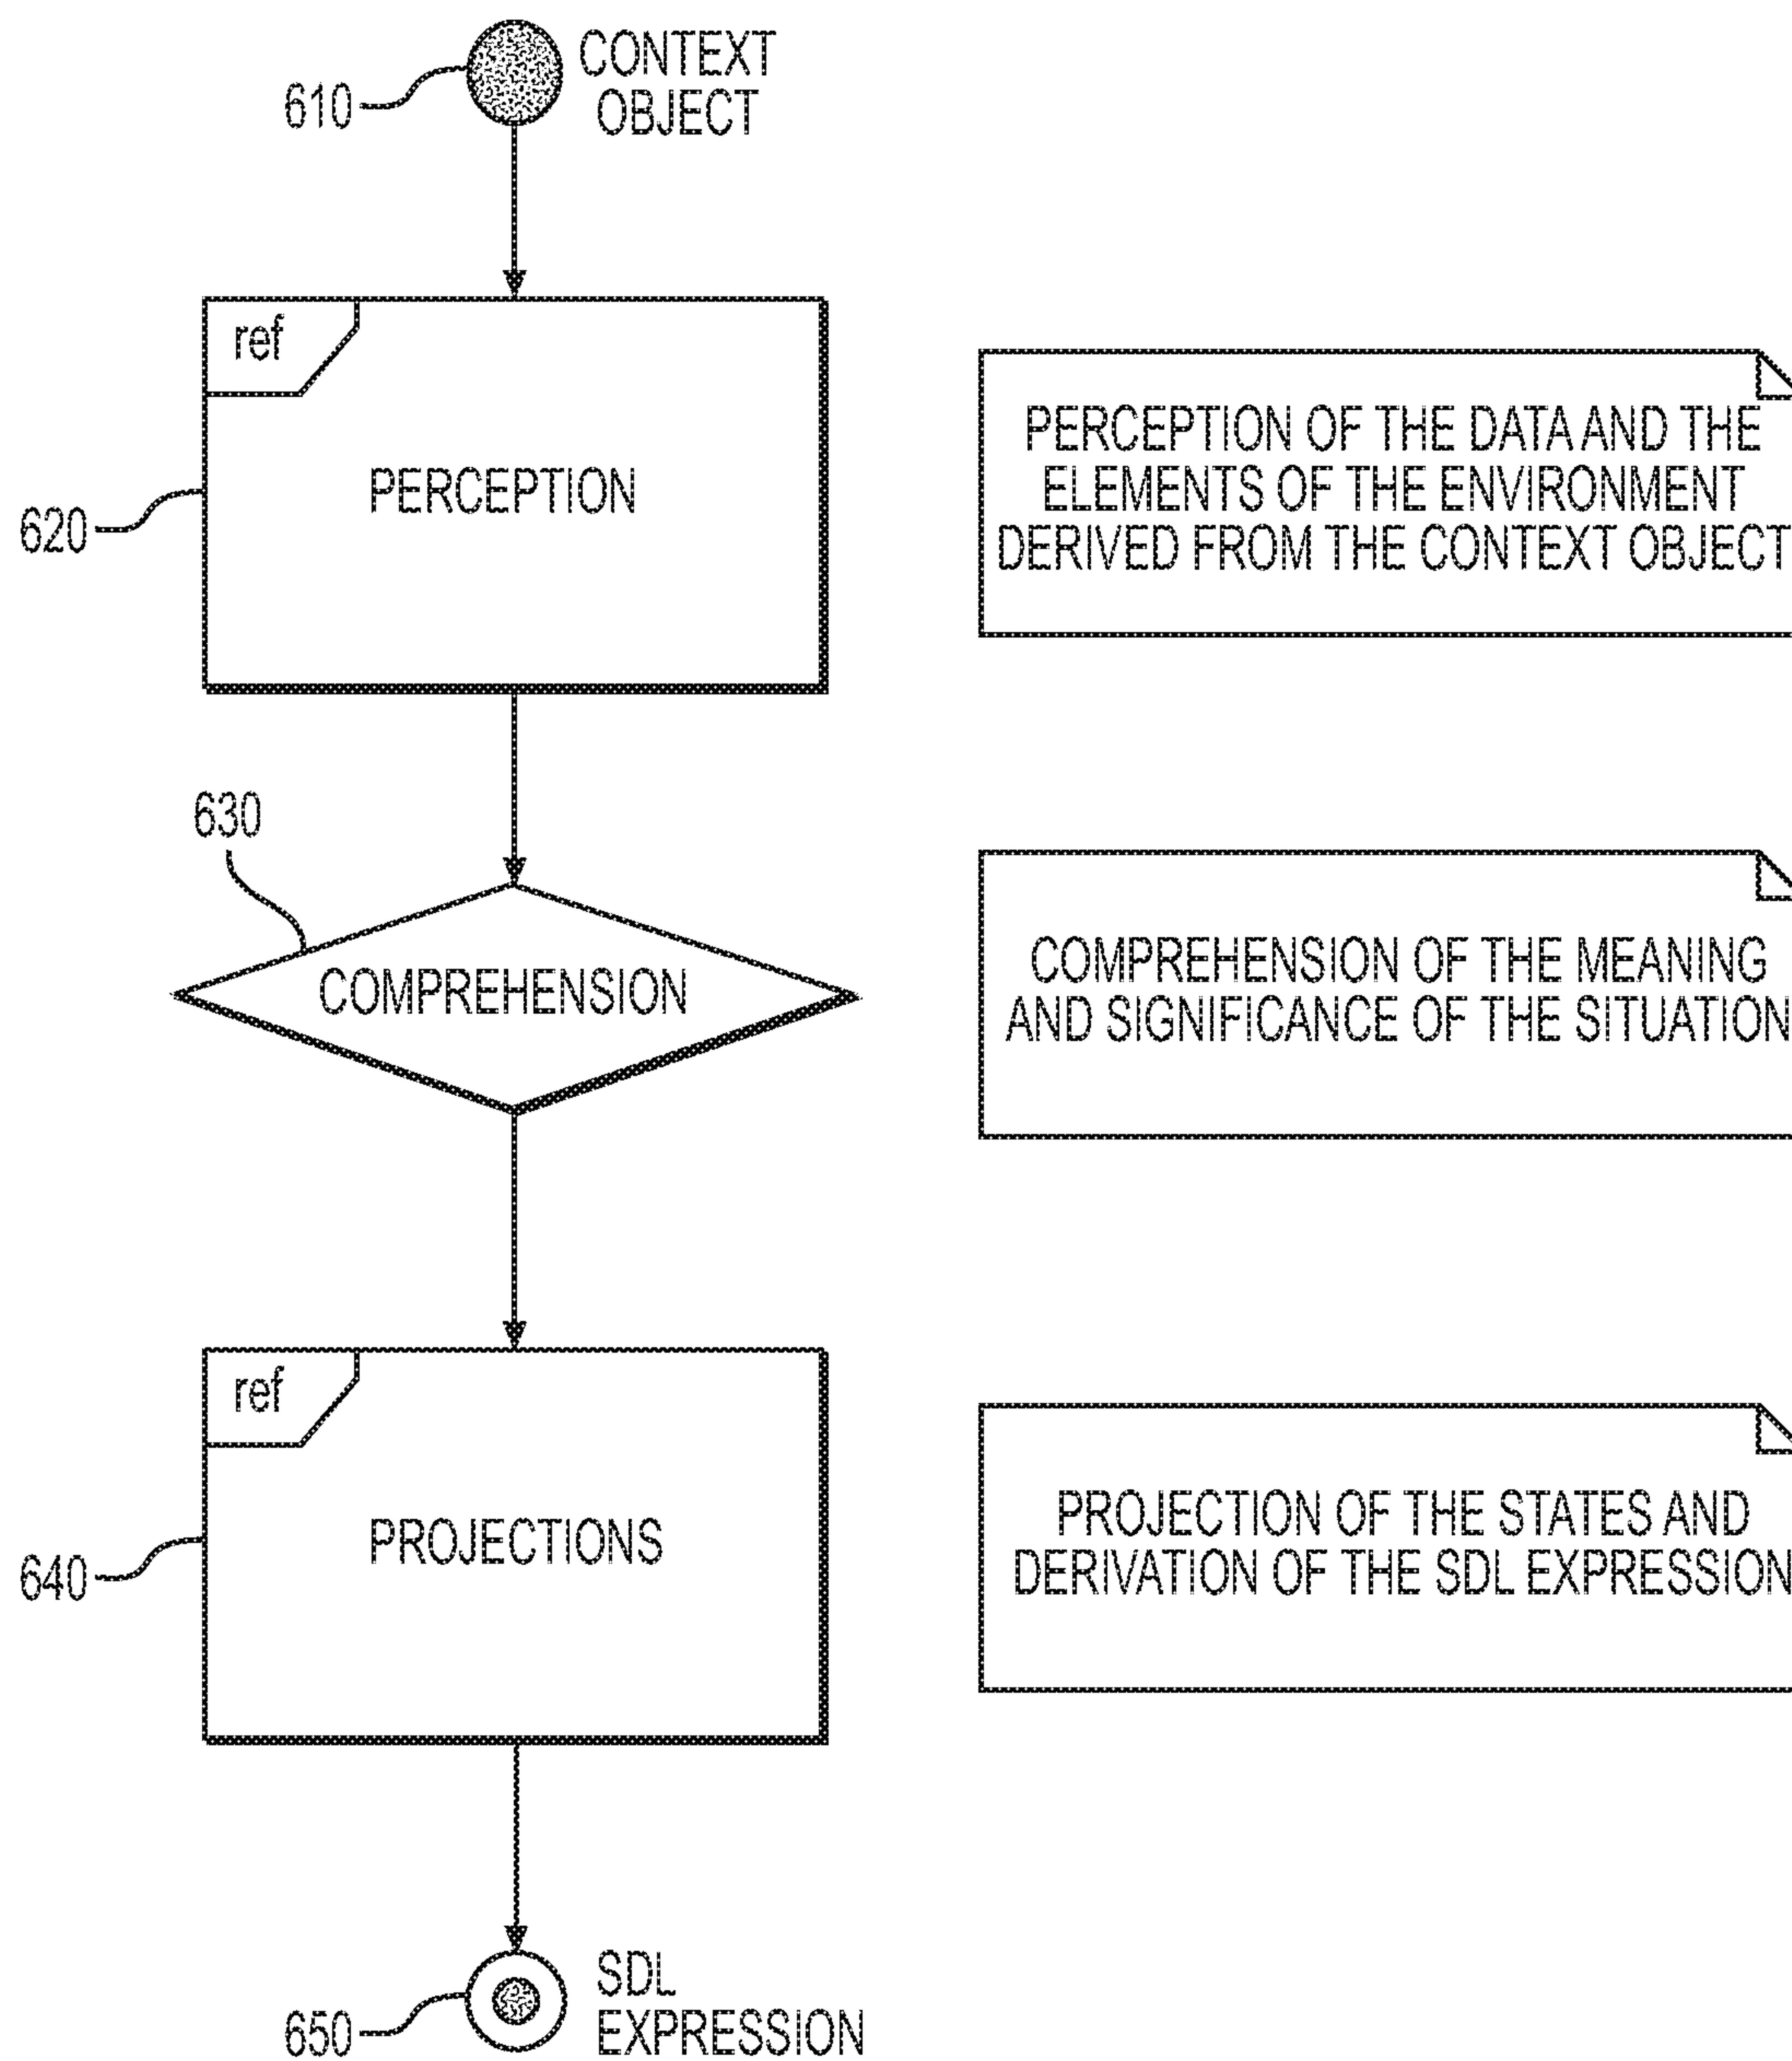 CONTEXT
OBJECT
610
ref
PERCEPTION
620
PERCEPTION OF THE DATA AND THE
ELEMENTS OF THE ENVIRONMENT
DERIVED FROM THE CONTEXT OBJECT
630
COMPREHENSION
COMPREHENSION OF THE MEANING
AND SIGNIFICANCE OF THE SITUATION
ref
PROJECTIONS
640
PROJECTION OF THE STATES AND
DERIVATION OF THE SDL EXPRESSION
SDL
EXPRESSION
650